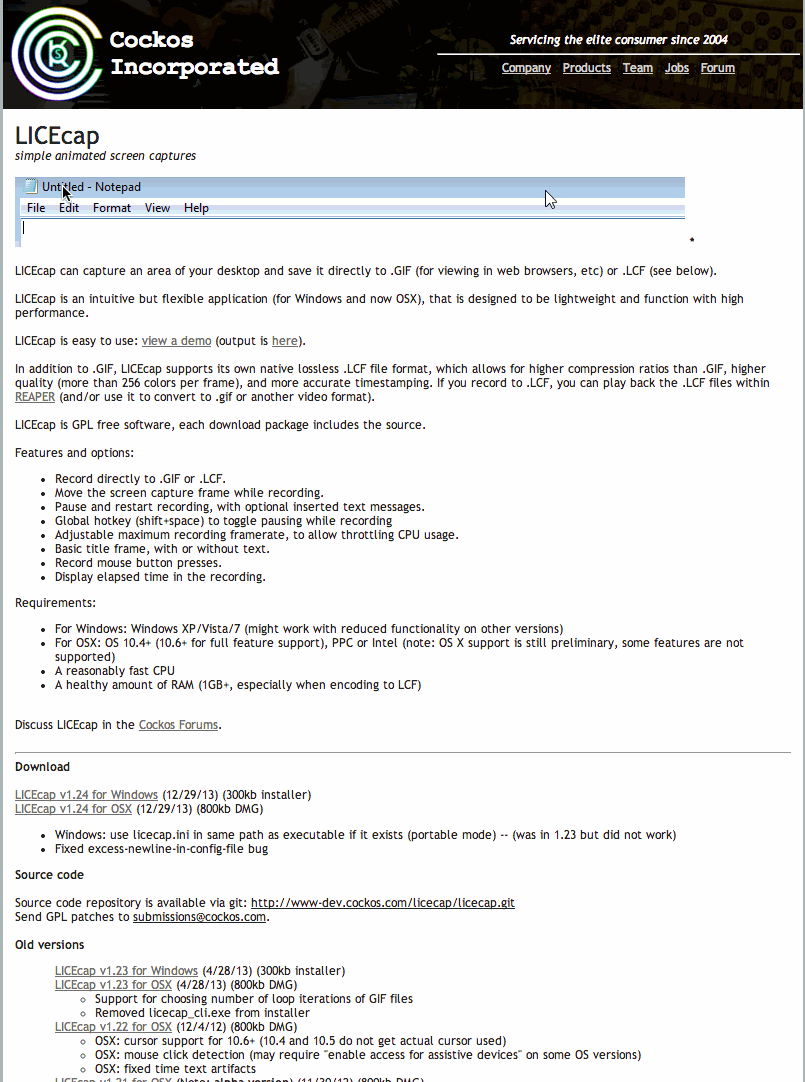 Cockos
Incorporated
Servicing the elite consumer since 2004
Company Products Team Jobs Forum
LICEcap
simple animated screen captures
Untitled - Notepad
File Edit Format View Help
*
LICEcap can capture an area of your desktop and save it directly to .GIF (for viewing in web browsers, etc) or .LCF (see below).
LICEcap is an intuitive but flexible application (for Windows and now OSX), that is designed to be lightweight and function with high
performance.
LICEcap is easy to use: view a demo (output is here).
In addition to .GIF, LICEcap supports its own native lossless .LCF file format, which allows for higher compression ratios than .GIF, higher
quality (more than 256 colors per frame), and more accurate timestamping. If you record to .LCF, you can play back the .LCF files within
REAPER (and/or use it to convert to .gif or another video format).
LICEcap is GPL free software, each download package includes the source.
Features and options:
• Record directly to .GIF or .LCF.
• Move the screen capture frame while recording.
• Pause and restart recording, with optional inserted text messages.
• Global hotkey (shift+space) to toggle pausing while recording
• Adjustable maximum recording framerate, to allow throttling CPU usage.
• Basic title frame, with or without text.
• Record mouse button presses.
• Display elapsed time in the recording.
Requirements:
• For Windows: Windows XP/Vista/7 (might work with reduced functionality on other versions)
• For OSX: OS 10.4+ (10.6+ for full feature support), PPC or Intel (note: OS X support is still preliminary, some features are not
supported)
• A reasonably fast CPU
• A healthy amount of RAM (1GB+, especially when encoding to LCF)
Discuss LICEcap in the Cockos Forums.
Download
LICEcap v1.24 for Windows (12/29/13) (300kb installer)
LICEcap v1.24 for OSX (12/29/13) (800kb DMG)
• Windows: use licecap.ini in same path as executable if it exists (portable mode) -- (was in 1.23 but did not work)
• Fixed excess-newline-in-config-file bug
Source code
Source code repository is available via git: http://www-dev.cockos.com/licecap/licecap.git
Send GPL patches to submissions@cockos.com.
Old versions
LICEcap v1.23 for Windows (4/28/13) (300kb installer)
LICEcap v1.23 for OSX (4/28/13) (800kb DMG)
◦ Support for choosing number of loop iterations of GIF files
◦ Removed licecap_cli.exe from installer
LICEcap v1.22 for OSX (12/4/12) (800kb DMG)
◦ OSX: cursor support for 10.6+ (10.4 and 10.5 do not get actual cursor used)
◦ OSX: mouse click detection (may require "enable access for assistive devices" on some OS versions)
◦ OSX: fixed time text artifacts
LICEcap v1.21 for OSX (Note: alpha version) (11/30/12) (800kb DMG)